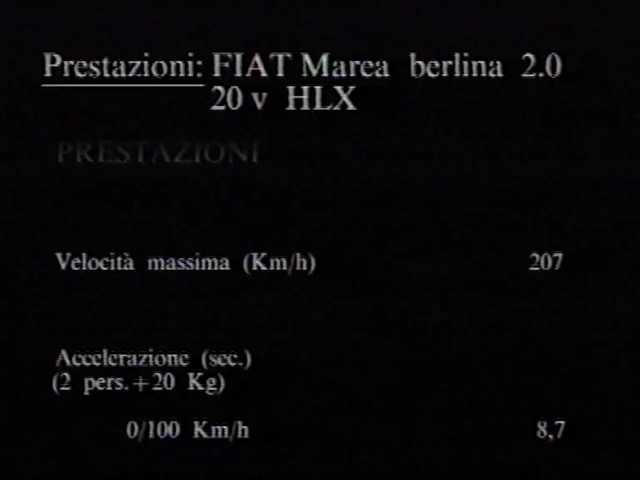 Prestazioni: FIAT Marea berlina 2.0
20 v HLX
PRESTAZIONI
Velocità massima (Km/h) 207
Accelerazione (sec.)
(2 pers.+20 Kg)
0/100 Km/h 8,7